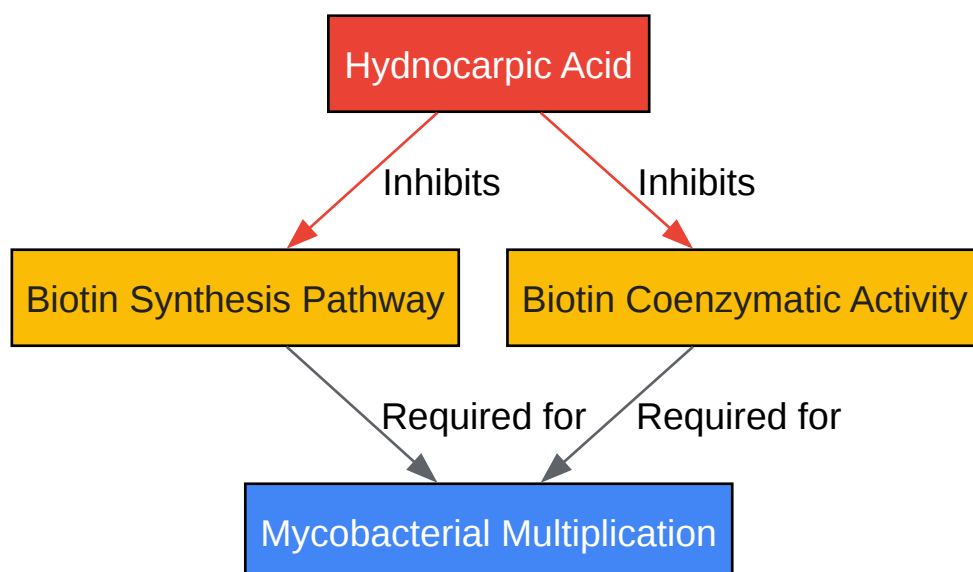 Hydnocarpic Acid
Inhibits
Inhibits
Biotin Synthesis Pathway
Biotin Coenzymatic Activity
Required for
Required for
Mycobacterial Multiplication